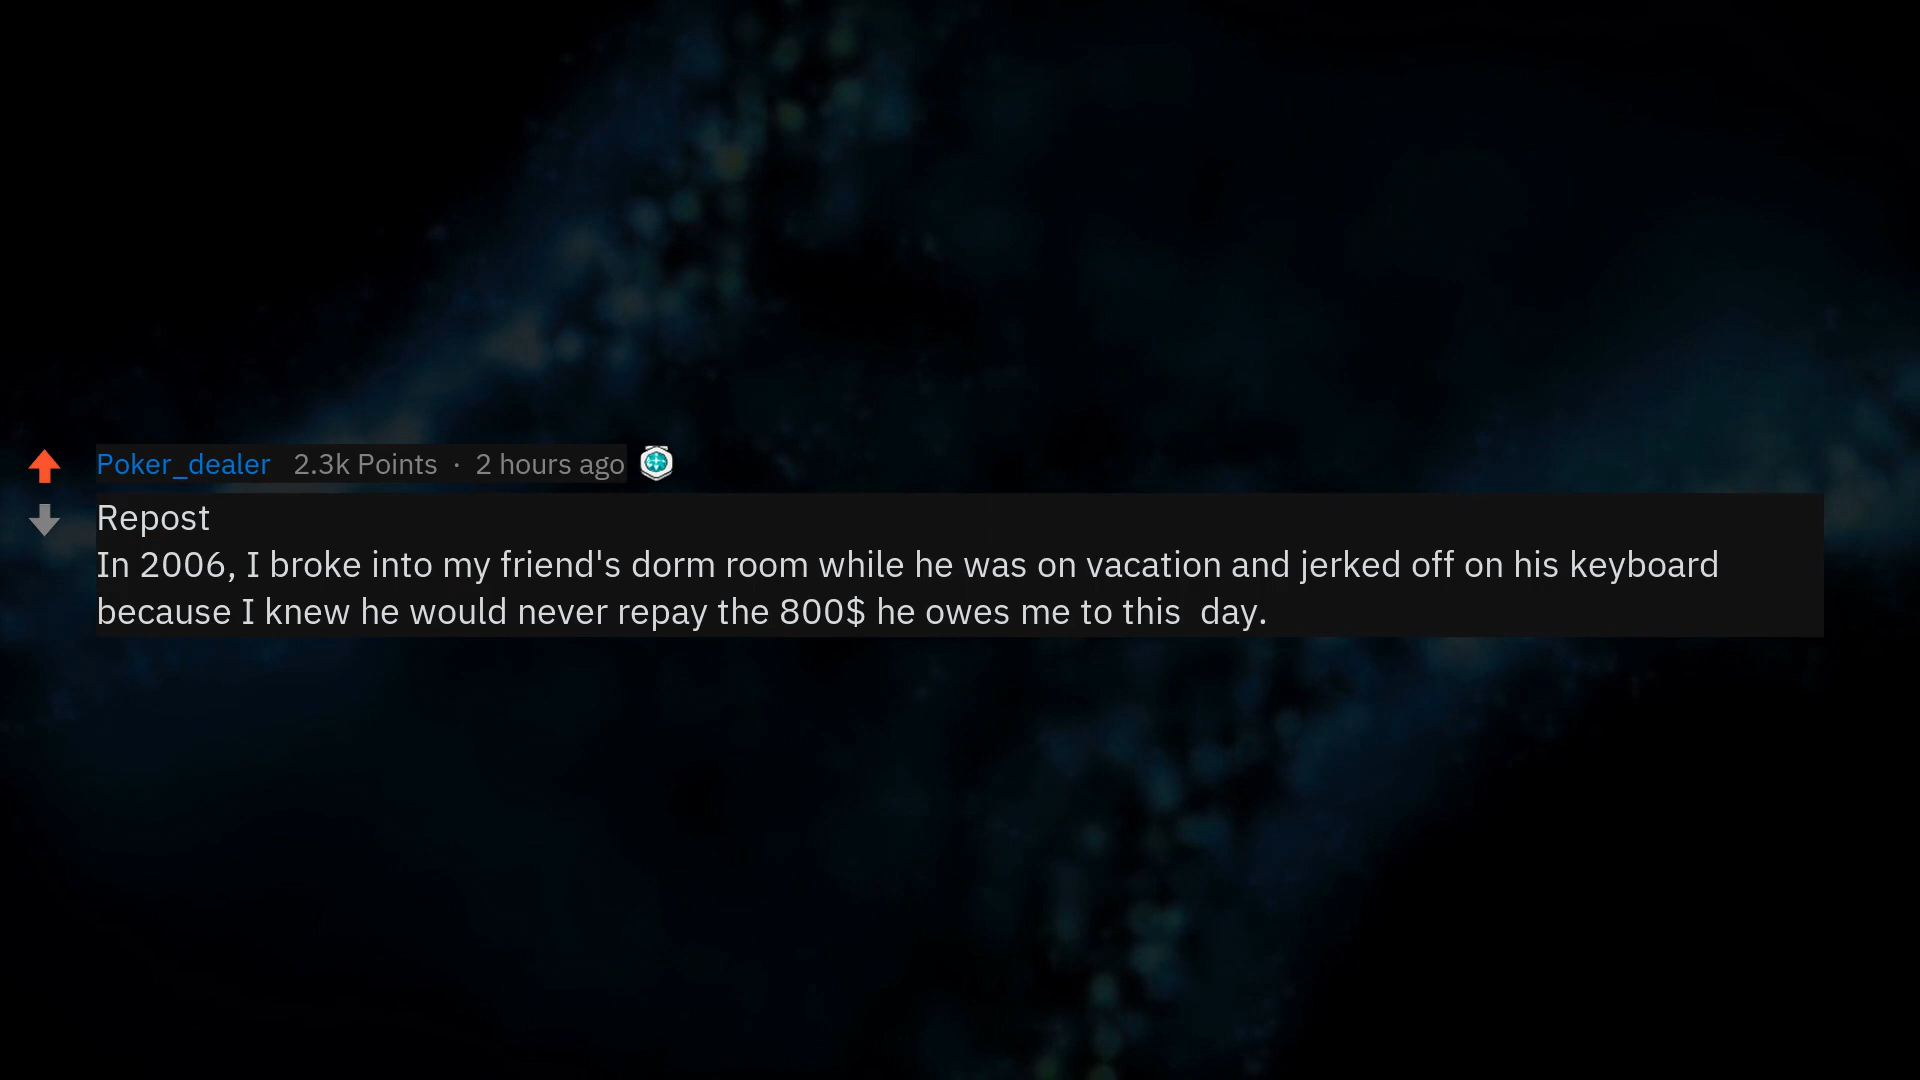 Poker_dealer 2.3k Points · 2 hours ago
Repost
In 2006, I broke into my friend's dorm room while he was on vacation and jerked off on his keyboard
because I knew he would never repay the 800$ he owes me to this  day.